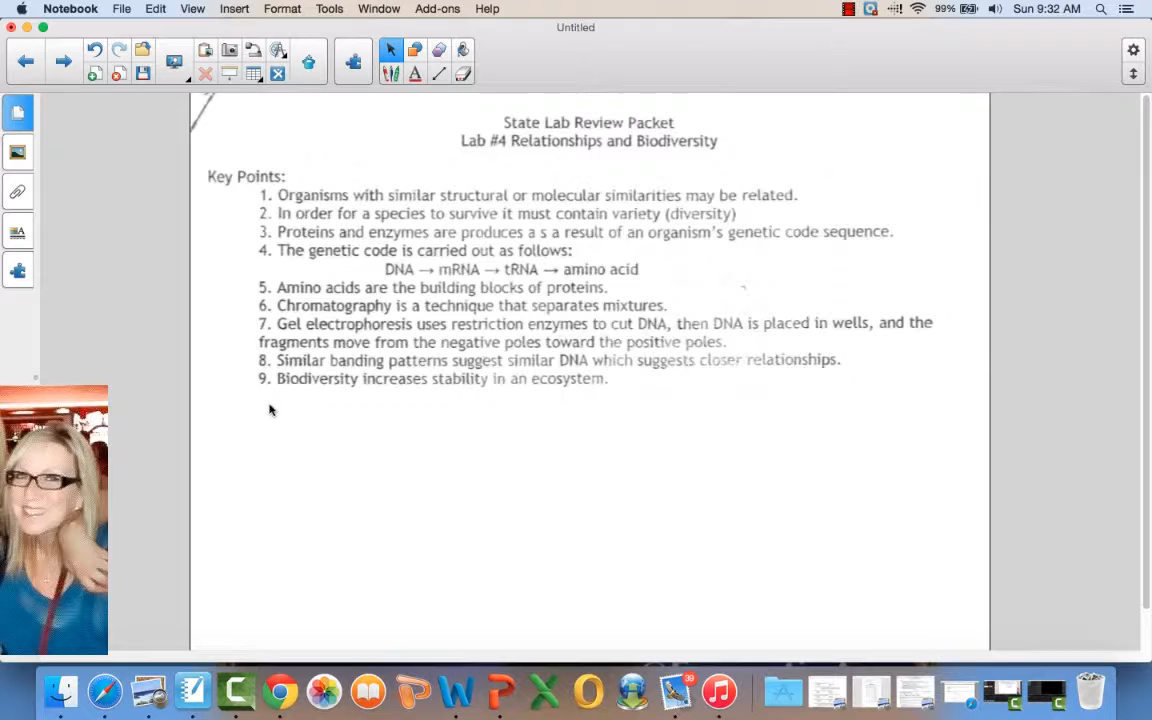 Notebook File Edit View Insert Format Tools Window Add-ons Help 99% Sun 9:32 AM
Untitled
State Lab Review Packet
Lab #4 Relationships and Biodiversity
Key Points:
1. Organisms with similar structural or molecular similarities may be related.
2. In order for a species to survive it must contain variety (diversity)
3. Proteins and enzymes are produces a s a result of an organism's genetic code sequence.
4. The genetic code is carried out as follows:
DNA → mRNA → tRNA → amino acid
5. Amino acids are the building blocks of proteins.
6. Chromatography is a technique that separates mixtures.
7. Gel electrophoresis uses restriction enzymes to cut DNA, then DNA is placed in wells, and the
fragments move from the negative poles toward the positive poles.
8. Similar banding patterns suggest similar DNA which suggests closer relationships.
9. Biodiversity increases stability in an ecosystem.
39